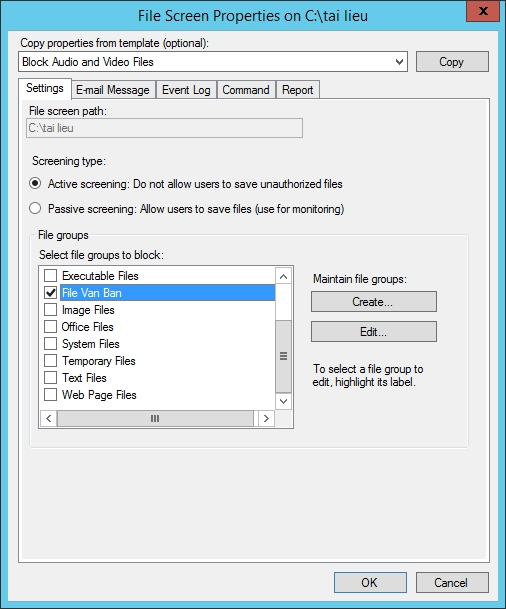 File Screen Properties on C:\tai lieu
x
Copy properties from template (optional):
Block Audio and Video Files
Copy
Settings
E-mail Message
Event Log
Command
Report
File screen path:
C:\tai lieu
Screening type:
Active screening: Do not allow users to save unauthorized files
Passive screening: Allow users to save files (use for monitoring)
File groups
Select file groups to block:
Executable Files
File Van Ban
Image Files
Office Files
System Files
Temporary Files
Text Files
Web Page Files
Maintain file groups:
Create...
Edit...
To select a file group to
edit, highlight its label.
OK
Cancel